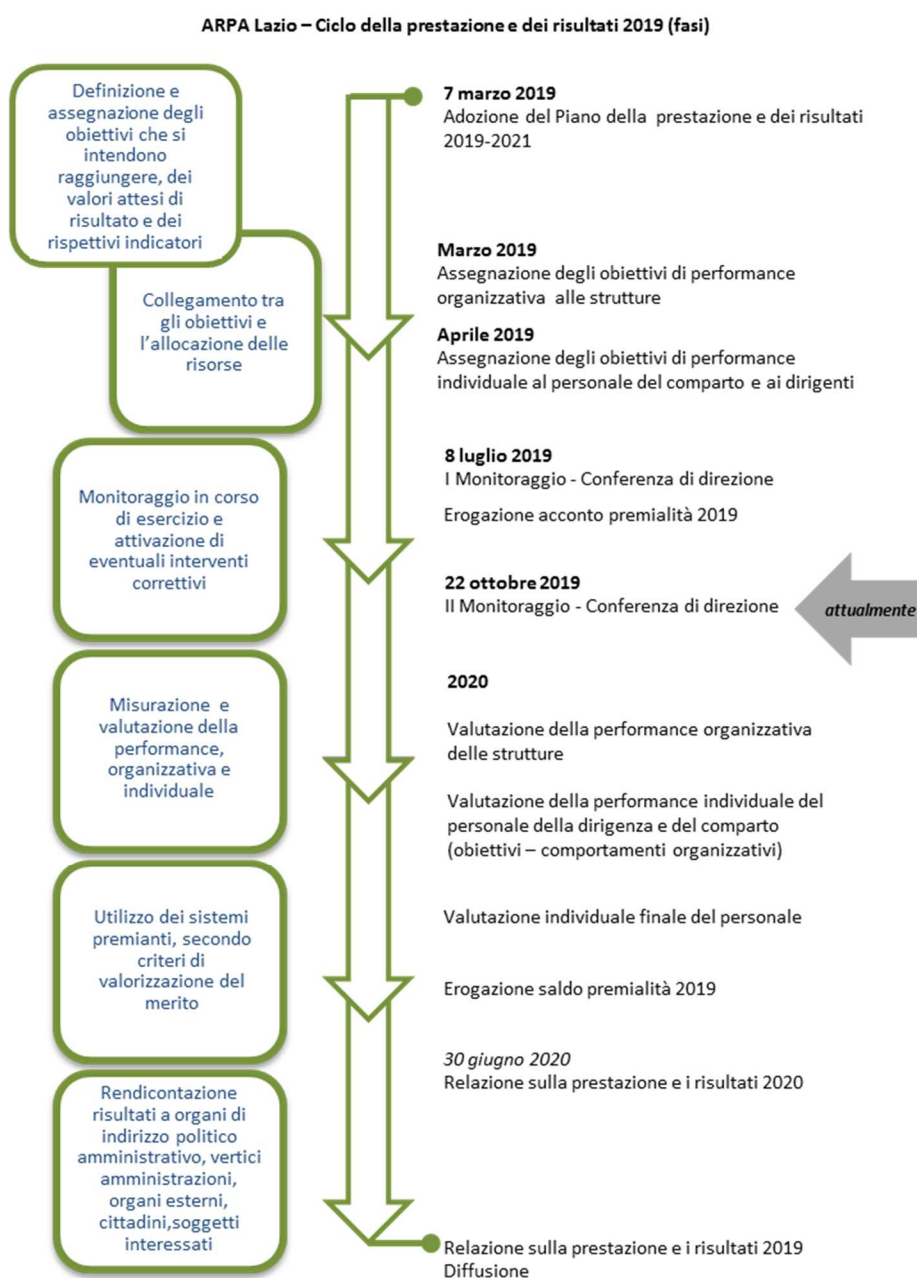 ARPA Lazio – Ciclo della prestazione e dei risultati 2019 (fasi)
Definizione e
assegnazione degli
obiettivi che si
intendono
raggiungere, dei
valori attesi di
risultato e dei
rispettivi indicatori
7 marzo 2019
Adozione del Piano della prestazione e dei risultati
2019-2021
Collegamento tra
gli obiettivi e
l'allocazione delle
risorse
Marzo 2019
Assegnazione degli obiettivi di performance
organizzativa alle strutture
Aprile 2019
Assegnazione degli obiettivi di performance
individuale al personale del comparto e ai dirigenti
Monitoraggio in corso
di esercizio e
attivazione di
eventuali interventi
correttivi
8 luglio 2019
I Monitoraggio - Conferenza di direzione
Erogazione acconto premialità 2019
22 ottobre 2019
II Monitoraggio - Conferenza di direzione
attualmente
Misurazione e
valutazione della
performance,
organizzativa e
individuale
2020
Valutazione della performance organizzativa
delle strutture
Valutazione della performance individuale del
personale della dirigenza e del comparto
(obiettivi – comportamenti organizzativi)
Utilizzo dei sistemi
premianti, secondo
criteri di
valorizzazione del
merito
Valutazione individuale finale del personale
Erogazione saldo premialità 2019
30 giugno 2020
Relazione sulla prestazione e i risultati 2020
Rendicontazione
risultati a organi di
indirizzo politico
amministrativo, vertici
amministrazioni,
organi esterni,
cittadini,soggetti
interessati
Relazione sulla prestazione e i risultati 2019
Diffusione